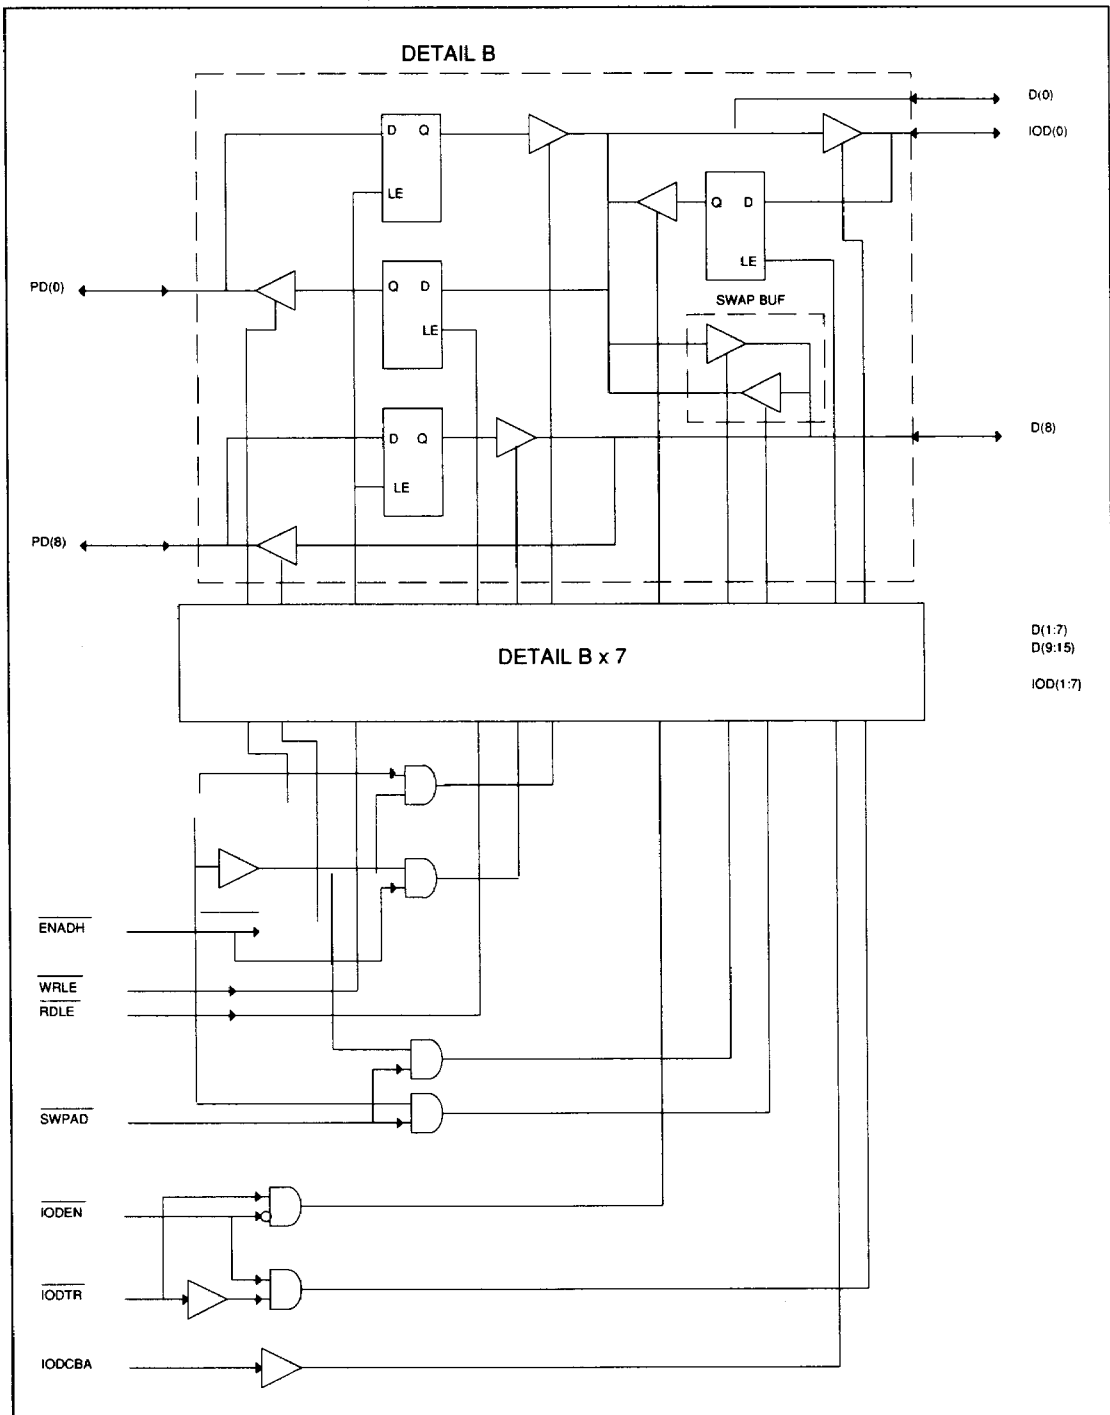 DETAIL B
D(0)
D Q
IOD(0)
LE
Q D
LE
PD(0)
Q D
SWAP BUF
LE
D Q
D(8)
LE
PD(8)
DETAIL B x 7
D(1:7)
D(9:15)
IOD(1:7)
ENADH
WRLE
RDLE
SWPAD
IODEN
IODTR
IODCBA